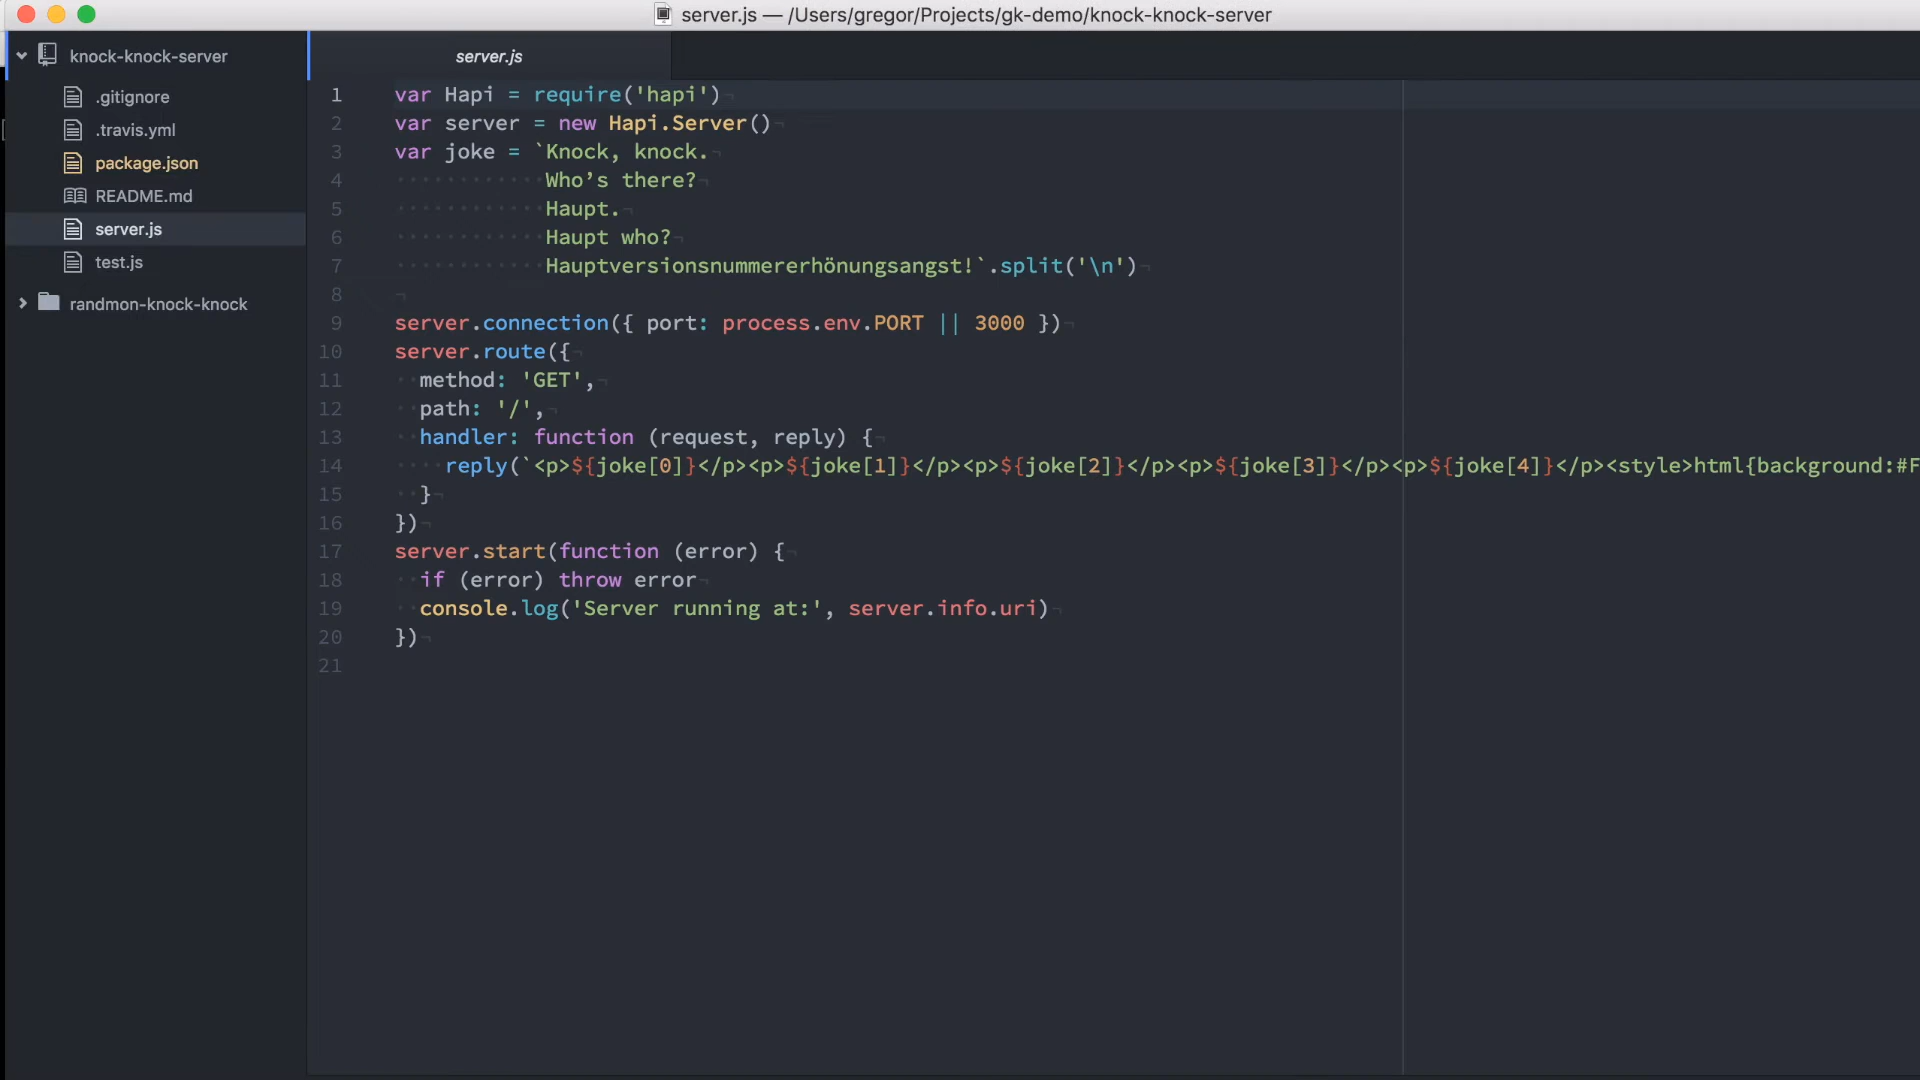 server.js — /Users/gregor/Projects/gk-demo/knock-knock-server
knock-knock-server
.gitignore
.travis.yml
package.json
README.md
server.js
test.js
randmon-knock-knock
server.js
1 var Hapi = require('hapi')
2 var server = new Hapi.Server()
3 var joke = `Knock, knock.
4 Who’s there?
5 Haupt.
6 Haupt who?
7 Hauptversionsnummererhönungsangst!`.split('\n')
8
9 server.connection({ port: process.env.PORT || 3000 })
10 server.route({
11 method: 'GET',
12 path: '/',
13 handler: function (request, reply) {
14 reply(`<p>${joke[0]}</p><p>${joke[1]}</p><p>${joke[2]}</p><p>${joke[3]}</p><p>${joke[4]}</p><style>html{background:#F
15 }
16 })
17 server.start(function (error) {
18 if (error) throw error
19 console.log('Server running at:', server.info.uri)
20 })
21